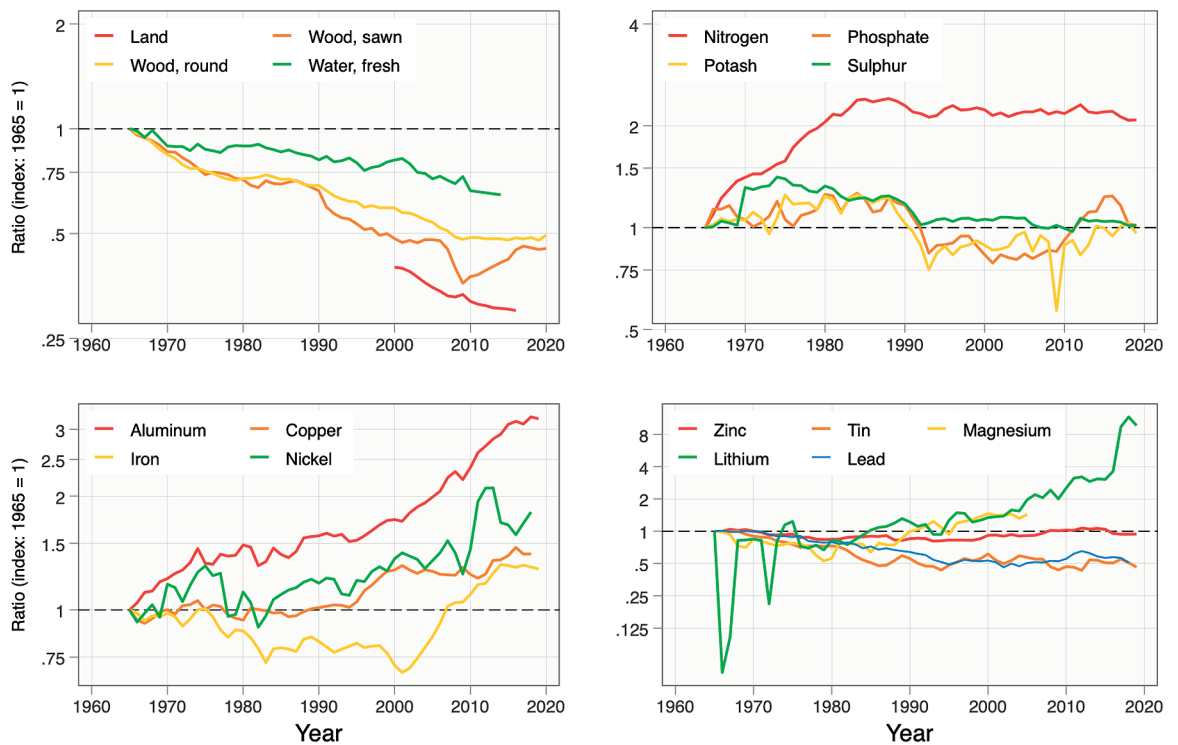 Land
Wood, sawn
Wood, round
Water, fresh
Ratio (index: 1965 = 1)
2
1
.75
.5
.25
1960 1970 1980 1990 2000 2010 2020
Nitrogen
Phosphate
Potash
Sulphur
4
2
1.5
1
.75
.5
1960 1970 1980 1990 2000 2010 2020
Aluminum
Copper
Iron
Nickel
Ratio (index: 1965 = 1)
3
2.5
2
1.5
1
.75
1960 1970 1980 1990 2000 2010 2020
Year
Zinc
Tin
Magnesium
Lithium
Lead
8
4
2
1
.5
.25
.125
1960 1970 1980 1990 2000 2010 2020
Year